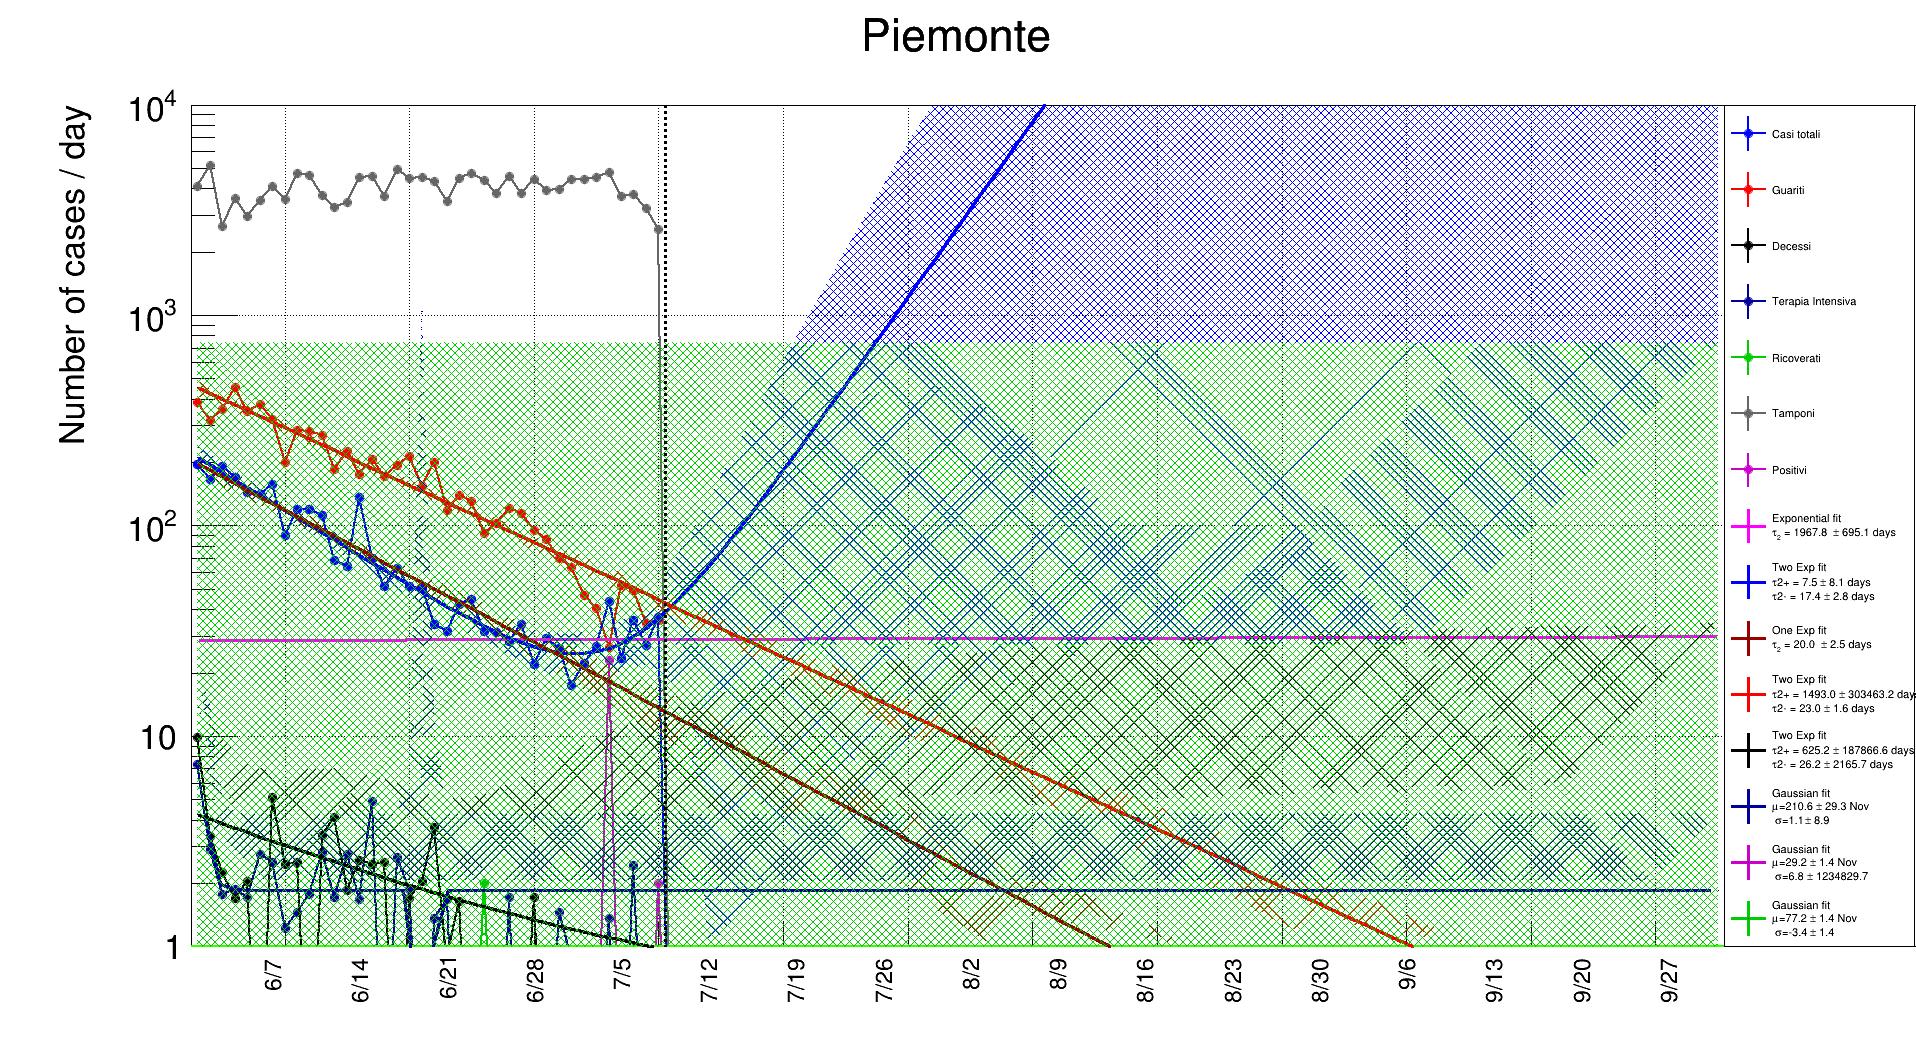 Piemonte
Number of cases / day
10^4
10^3
10^2
10
1
6/7
6/14
6/21
6/28
7/5
7/12
7/19
7/26
8/2
8/9
8/16
8/23
8/30
9/6
9/13
9/20
9/27
Casi totali
Guariti
Decessi
Terapia Intensiva
Ricoverati
Tamponi
Positivi
Exponential fit
τ₂ = 1967.8 ± 695.1 days
Two Exp fit
τ2+ = 7.5 ± 8.1 days
τ2- = 17.4 ± 2.8 days
One Exp fit
τ₂ = 20.0 ± 2.5 days
Two Exp fit
τ2+ = 1493.0 ± 303463.2 day
τ2- = 23.0 ± 1.6 days
Two Exp fit
τ2+ = 625.2 ± 187866.6 days
τ2- = 26.2 ± 2165.7 days
Gaussian fit
μ=210.6 ± 29.3 Nov
σ=1.1 ± 8.9
Gaussian fit
μ=29.2 ± 1.4 Nov
σ=6.8 ± 1234829.7
Gaussian fit
μ=77.2 ± 1.4 Nov
σ=-3.4 ± 1.4